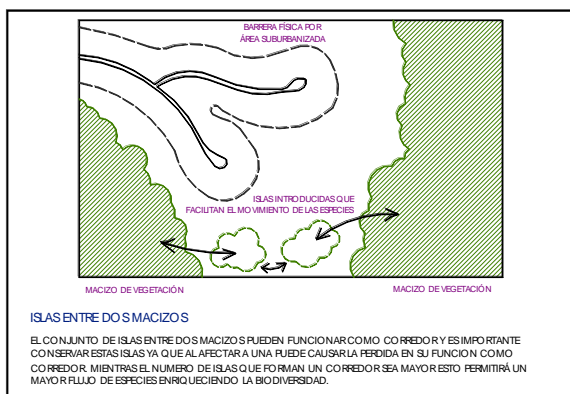 BARRERA FÍSICA POR
ÁREA SUBURBANIZADA
ISLAS INTRODUCIDAS QUE
FACILITAN EL MOVIMIENTO DE LAS ESPECIES
MACIZO DE VEGETACIÓN
MACIZO DE VEGETACIÓN
ISLAS ENTRE DOS MACIZOS
EL CONJUNTO DE ISLAS ENTRE DOS MACIZOS PUEDEN FUNCIONAR COMO CORREDOR Y ES IMPORTANTE
CONSERVAR ESTAS ISLAS YA QUE AL AFECTAR A UNA PUEDE CAUSAR LA PERDIDA EN SU FUNCION COMO
CORREDOR. MIENTRAS EL NUMERO DE ISLAS QUE FORMAN UN CORREDOR SEA MAYOR ESTO PERMITIRÁ UN
MAYOR FLUJO DE ESPECIES ENRIQUECIENDO LA BIODIVERSIDAD.